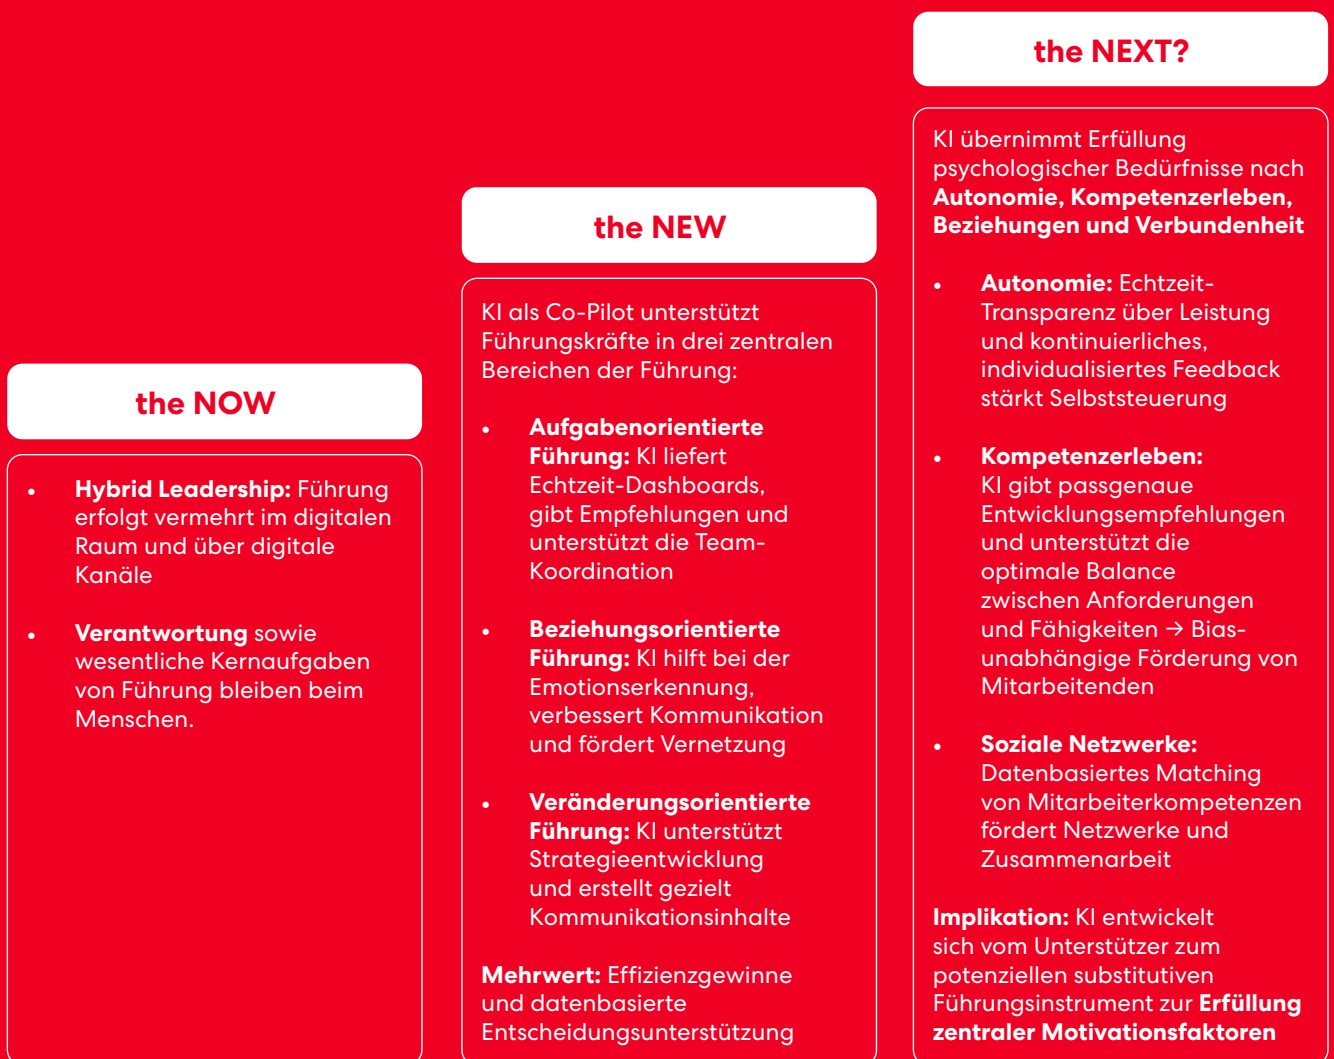 the NOW
• Hybrid Leadership: Führung
erfolgt vermehrt im digitalen
Raum und über digitale
Kanäle
• Verantwortung sowie
wesentliche Kernaufgaben
von Führung bleiben beim
Menschen.
the NEW
KI als Co-Pilot unterstützt
Führungskräfte in drei zentralen
Bereichen der Führung:
• Aufgabenorientierte
Führung: KI liefert
Echtzeit-Dashboards,
gibt Empfehlungen und
unterstützt die Team-
Koordination
• Beziehungsorientierte
Führung: KI hilft bei der
Emotionserkennung,
verbessert Kommunikation
und fördert Vernetzung
• Veränderungsorientierte
Führung: KI unterstützt
Strategieentwicklung
und erstellt gezielt
Kommunikationsinhalte
Mehrwert: Effizienzgewinne
und datenbasierte
Entscheidungsunterstützung
the NEXT?
KI übernimmt Erfüllung
psychologischer Bedürfnisse nach
Autonomie, Kompetenzerleben,
Beziehungen und Verbundenheit
• Autonomie: Echtzeit-
Transparenz über Leistung
und kontinuierliches,
individualisiertes Feedback
stärkt Selbststeuerung
• Kompetenzerleben:
KI gibt passgenaue
Entwicklungsempfehlungen
und unterstützt die
optimale Balance
zwischen Anforderungen
und Fähigkeiten → Bias-
unabhängige Förderung von
Mitarbeitenden
• Soziale Netzwerke:
Datenbasiertes Matching
von Mitarbeiterkompetenzen
fördert Netzwerke und
Zusammenarbeit
Implikation: KI entwickelt
sich vom Unterstützer zum
potenziellen substitutiven
Führungsinstrument zur Erfüllung
zentraler Motivationsfaktoren